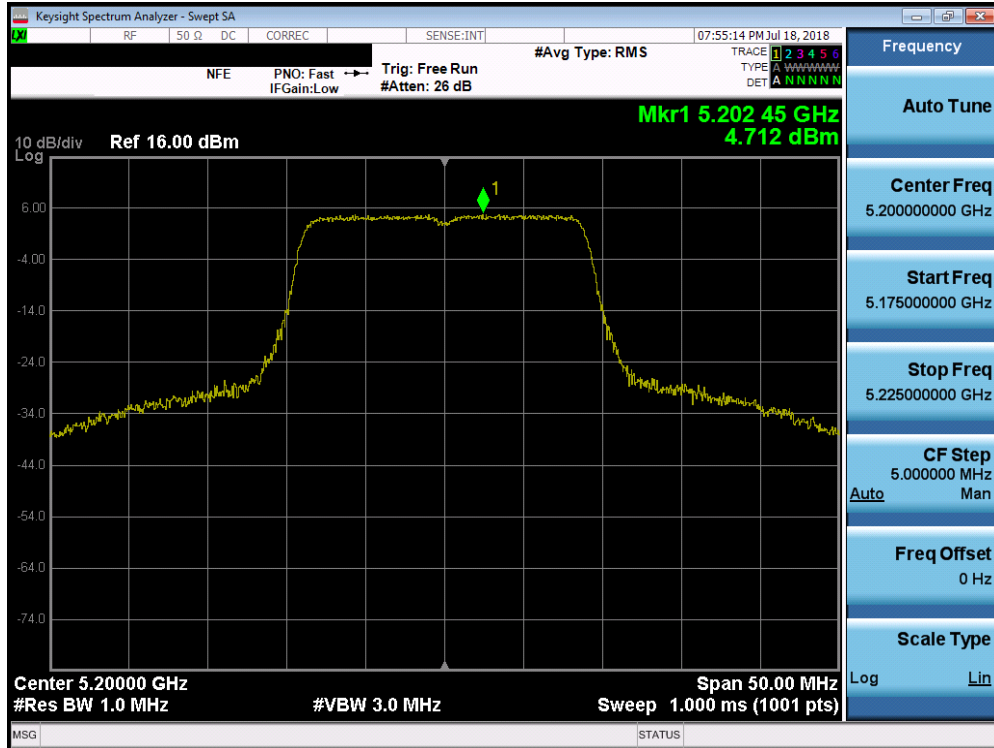 Keysight Spectrum Analyzer - Swept SA
LXI RF 50 Ω DC CORREC SENSE:INT 07:55:14 PM Jul 18, 2018
NFE PNO: Fast Trig: Free Run #Avg Type: RMS TRACE 1 2 3 4 5 6
IFGain:Low #Atten: 26 dB TYPE A WWWWW
DET A N N N N N
Mkr1 5.202 45 GHz
4.712 dBm
10 dB/div Ref 16.00 dBm
Log
1
6.00
-4.00
-14.0
-24.0
-34.0
-44.0
-54.0
-64.0
-74.0
Center 5.20000 GHz Span 50.00 MHz
#Res BW 1.0 MHz #VBW 3.0 MHz Sweep 1.000 ms (1001 pts)
MSG STATUS
Frequency
Auto Tune
Center Freq
5.200000000 GHz
Start Freq
5.175000000 GHz
Stop Freq
5.225000000 GHz
CF Step
5.000000 MHz
Auto Man
Freq Offset
0 Hz
Scale Type
Log Lin